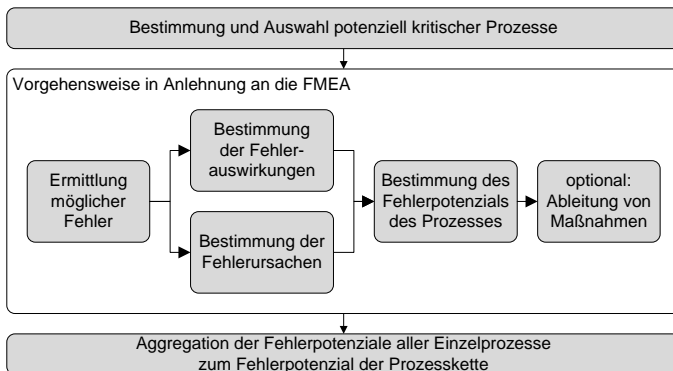 Bestimmung und Auswahl potenziell kritischer Prozesse
Vorgehensweise in Anlehnung an die FMEA
Ermittlung
möglicher
Fehler
Bestimmung
der Fehler-
auswirkungen
Bestimmung der
Fehlerursachen
Bestimmung des
Fehlerpotenzials
des Prozesses
optional:
Ableitung von
Maßnahmen
Aggregation der Fehlerpotenziale aller Einzelprozesse
zum Fehlerpotenzial der Prozesskette